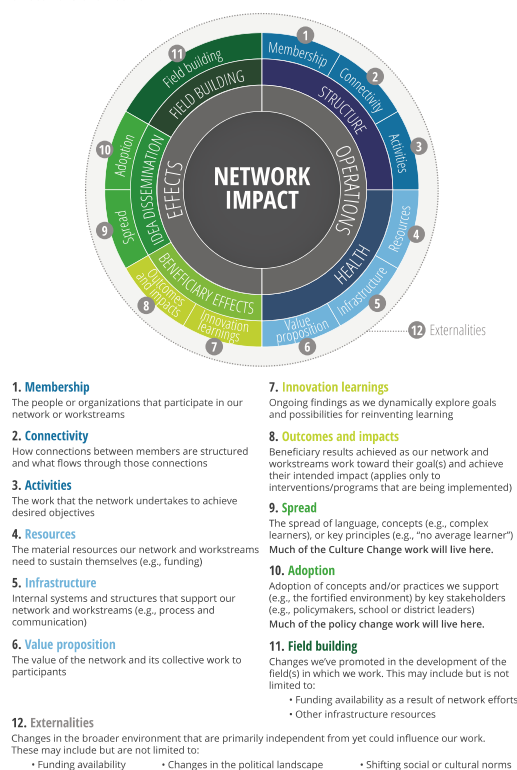 11
1
Field building
Membership
2
Connectivity
FIELD BUILDING
STRUCTURE
10
Adoption
3
Activities
IDEA DISSEMINATION
EFFECTS
NETWORK
IMPACT
OPERATIONS
9
Spread
4
Resources
HEALTH
BENEFICIARY EFFECTS
8
Outcomes
and impacts
Infrastructure
5
7
Innovation
learnings
Value
proposition
6
12 Externalities
1. Membership
The people or organizations that participate in our
network or workstreams
2. Connectivity
How connections between members are structured
and what flows through those connections
3. Activities
The work that the network undertakes to achieve
desired objectives
4. Resources
The material resources our network and workstreams
need to sustain themselves (e.g., funding)
5. Infrastructure
Internal systems and structures that support our
network and workstreams (e.g., process and
communication)
6. Value proposition
The value of the network and its collective work to
participants
7. Innovation learnings
Ongoing findings as we dynamically explore goals
and possibilities for reinventing learning
8. Outcomes and impacts
Beneficiary results achieved as our network and
workstreams work toward their goal(s) and achieve
their intended impact (applies only to
interventions/programs that are being implemented)
9. Spread
The spread of language, concepts (e.g., complex
learners), or key principles (e.g., “no average learner”)
Much of the Culture Change work will live here.
10. Adoption
Adoption of concepts and/or practices we support
(e.g., the fortified environment) by key stakeholders
(e.g., policymakers, school or district leaders)
Much of the policy change work will live here.
11. Field building
Changes we’ve promoted in the development of the
field(s) in which we work. This may include but is not
limited to:
• Funding availability as a result of network efforts
• Other infrastructure resources
12. Externalities
Changes in the broader environment that are primarily independent from yet could influence our work.
These may include but are not limited to:
• Funding availability • Changes in the political landscape • Shifting social or cultural norms